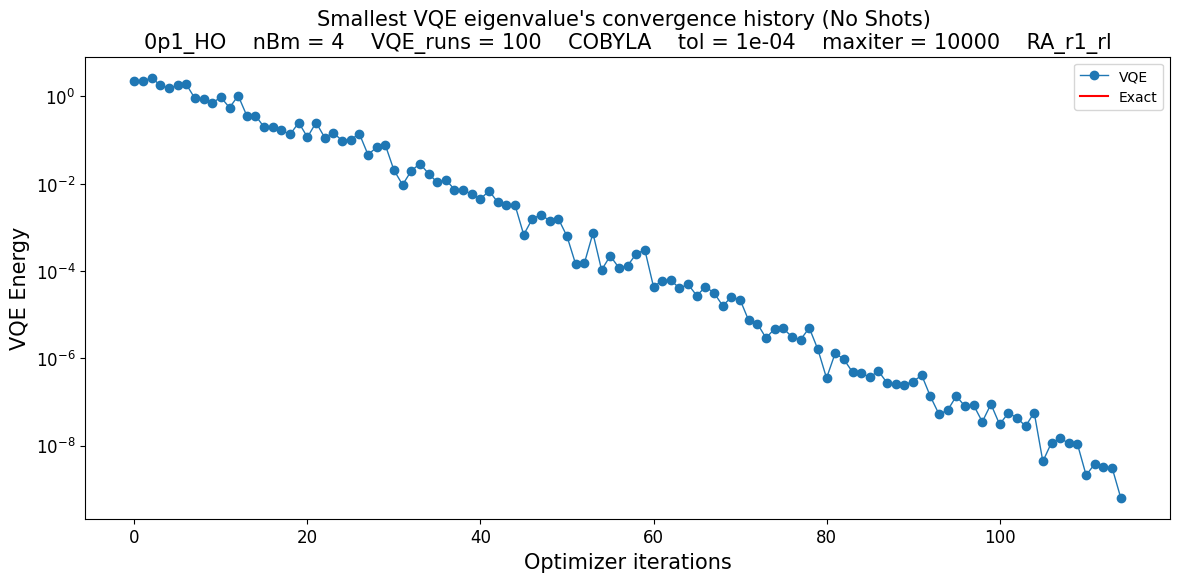 Smallest VQE eigenvalue's convergence history (No Shots)
0p1_HO    nBm = 4    VQE_runs = 100    COBYLA    tol = 1e-04    maxiter = 10000    RA_r1_rl
VQE
Exact
10⁰
10⁻²
10⁻⁴
10⁻⁶
10⁻⁸
VQE Energy
0 20 40 60 80 100
Optimizer iterations